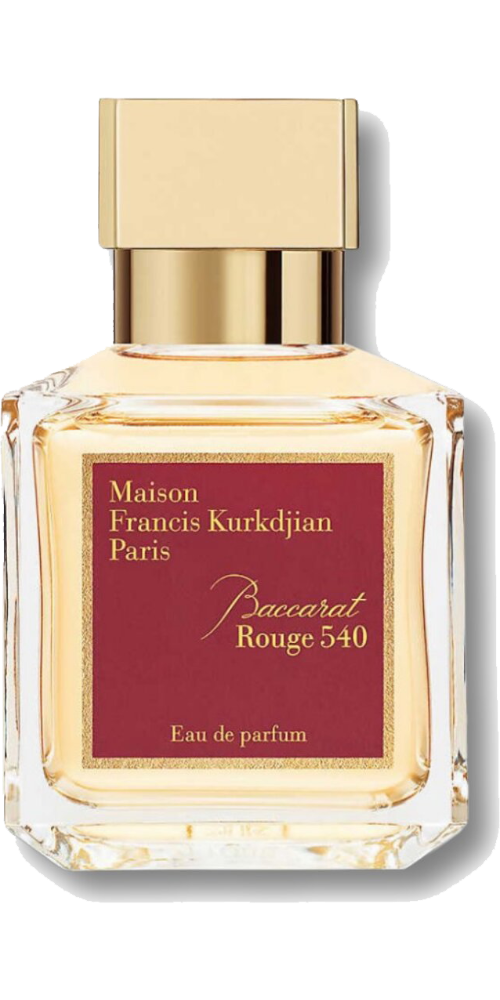 Maison
Francis Kurkdjian
Paris
Baccarat
Rouge 540
Eau de parfum